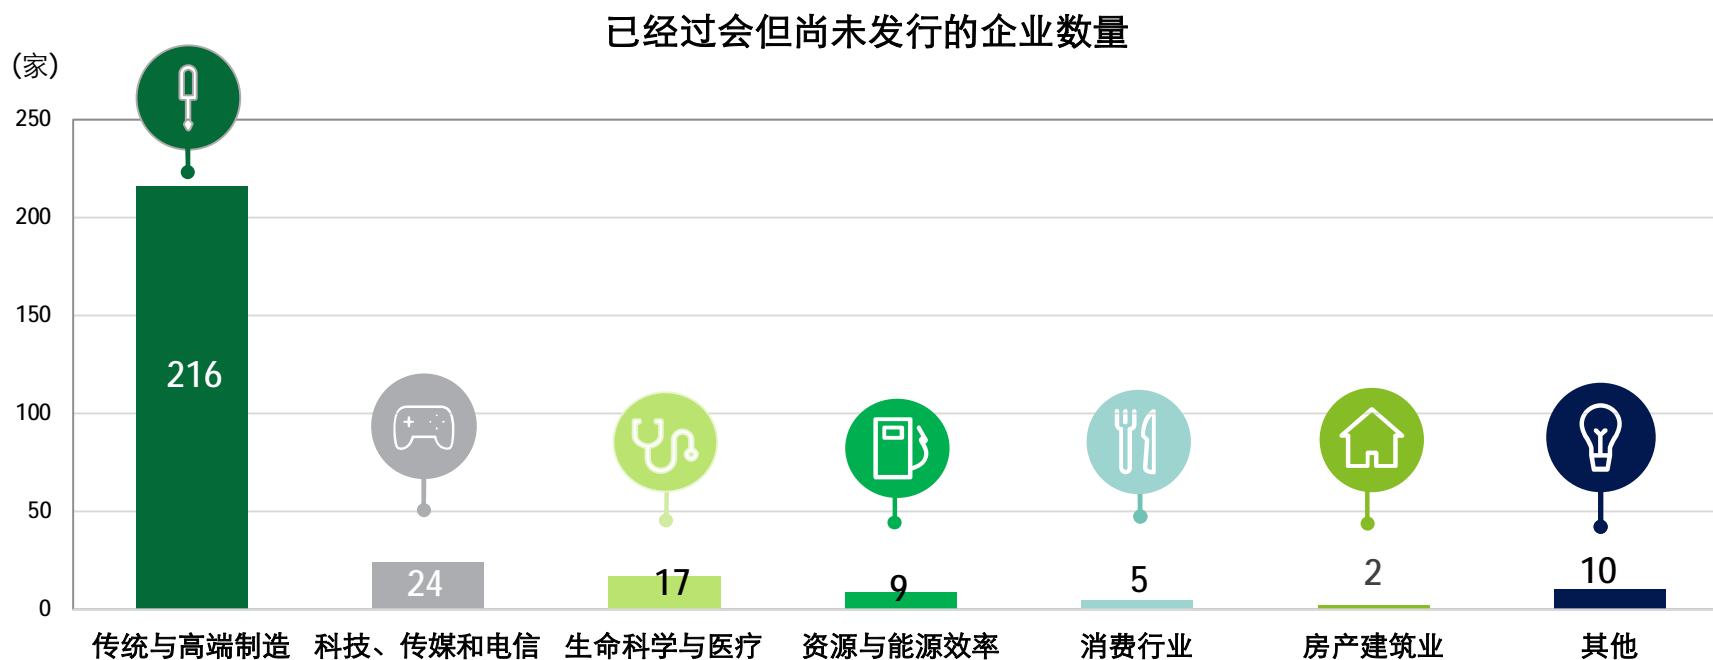 已经过会但尚未发行的企业数量
(家)
250
200
150
100
50
0
216
24
17
9
5
2
10
传统与高端制造
科技、传媒和电信
生命科学与医疗
资源与能源效率
消费行业
房产建筑业
其他